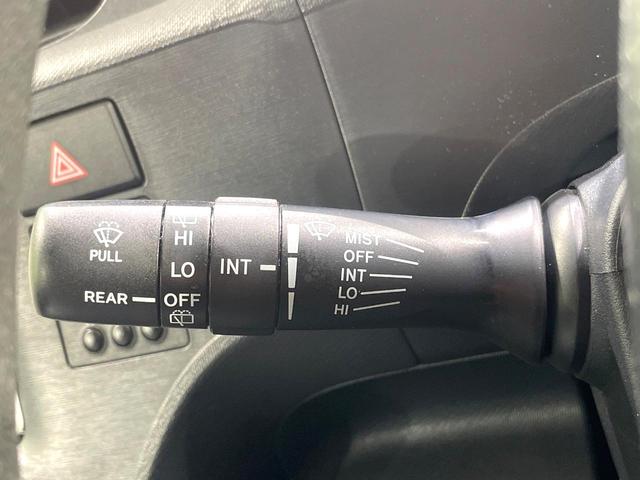 PULL
REAR
HI
LO
OFF
INT
MIST
OFF
INT
LO
HI